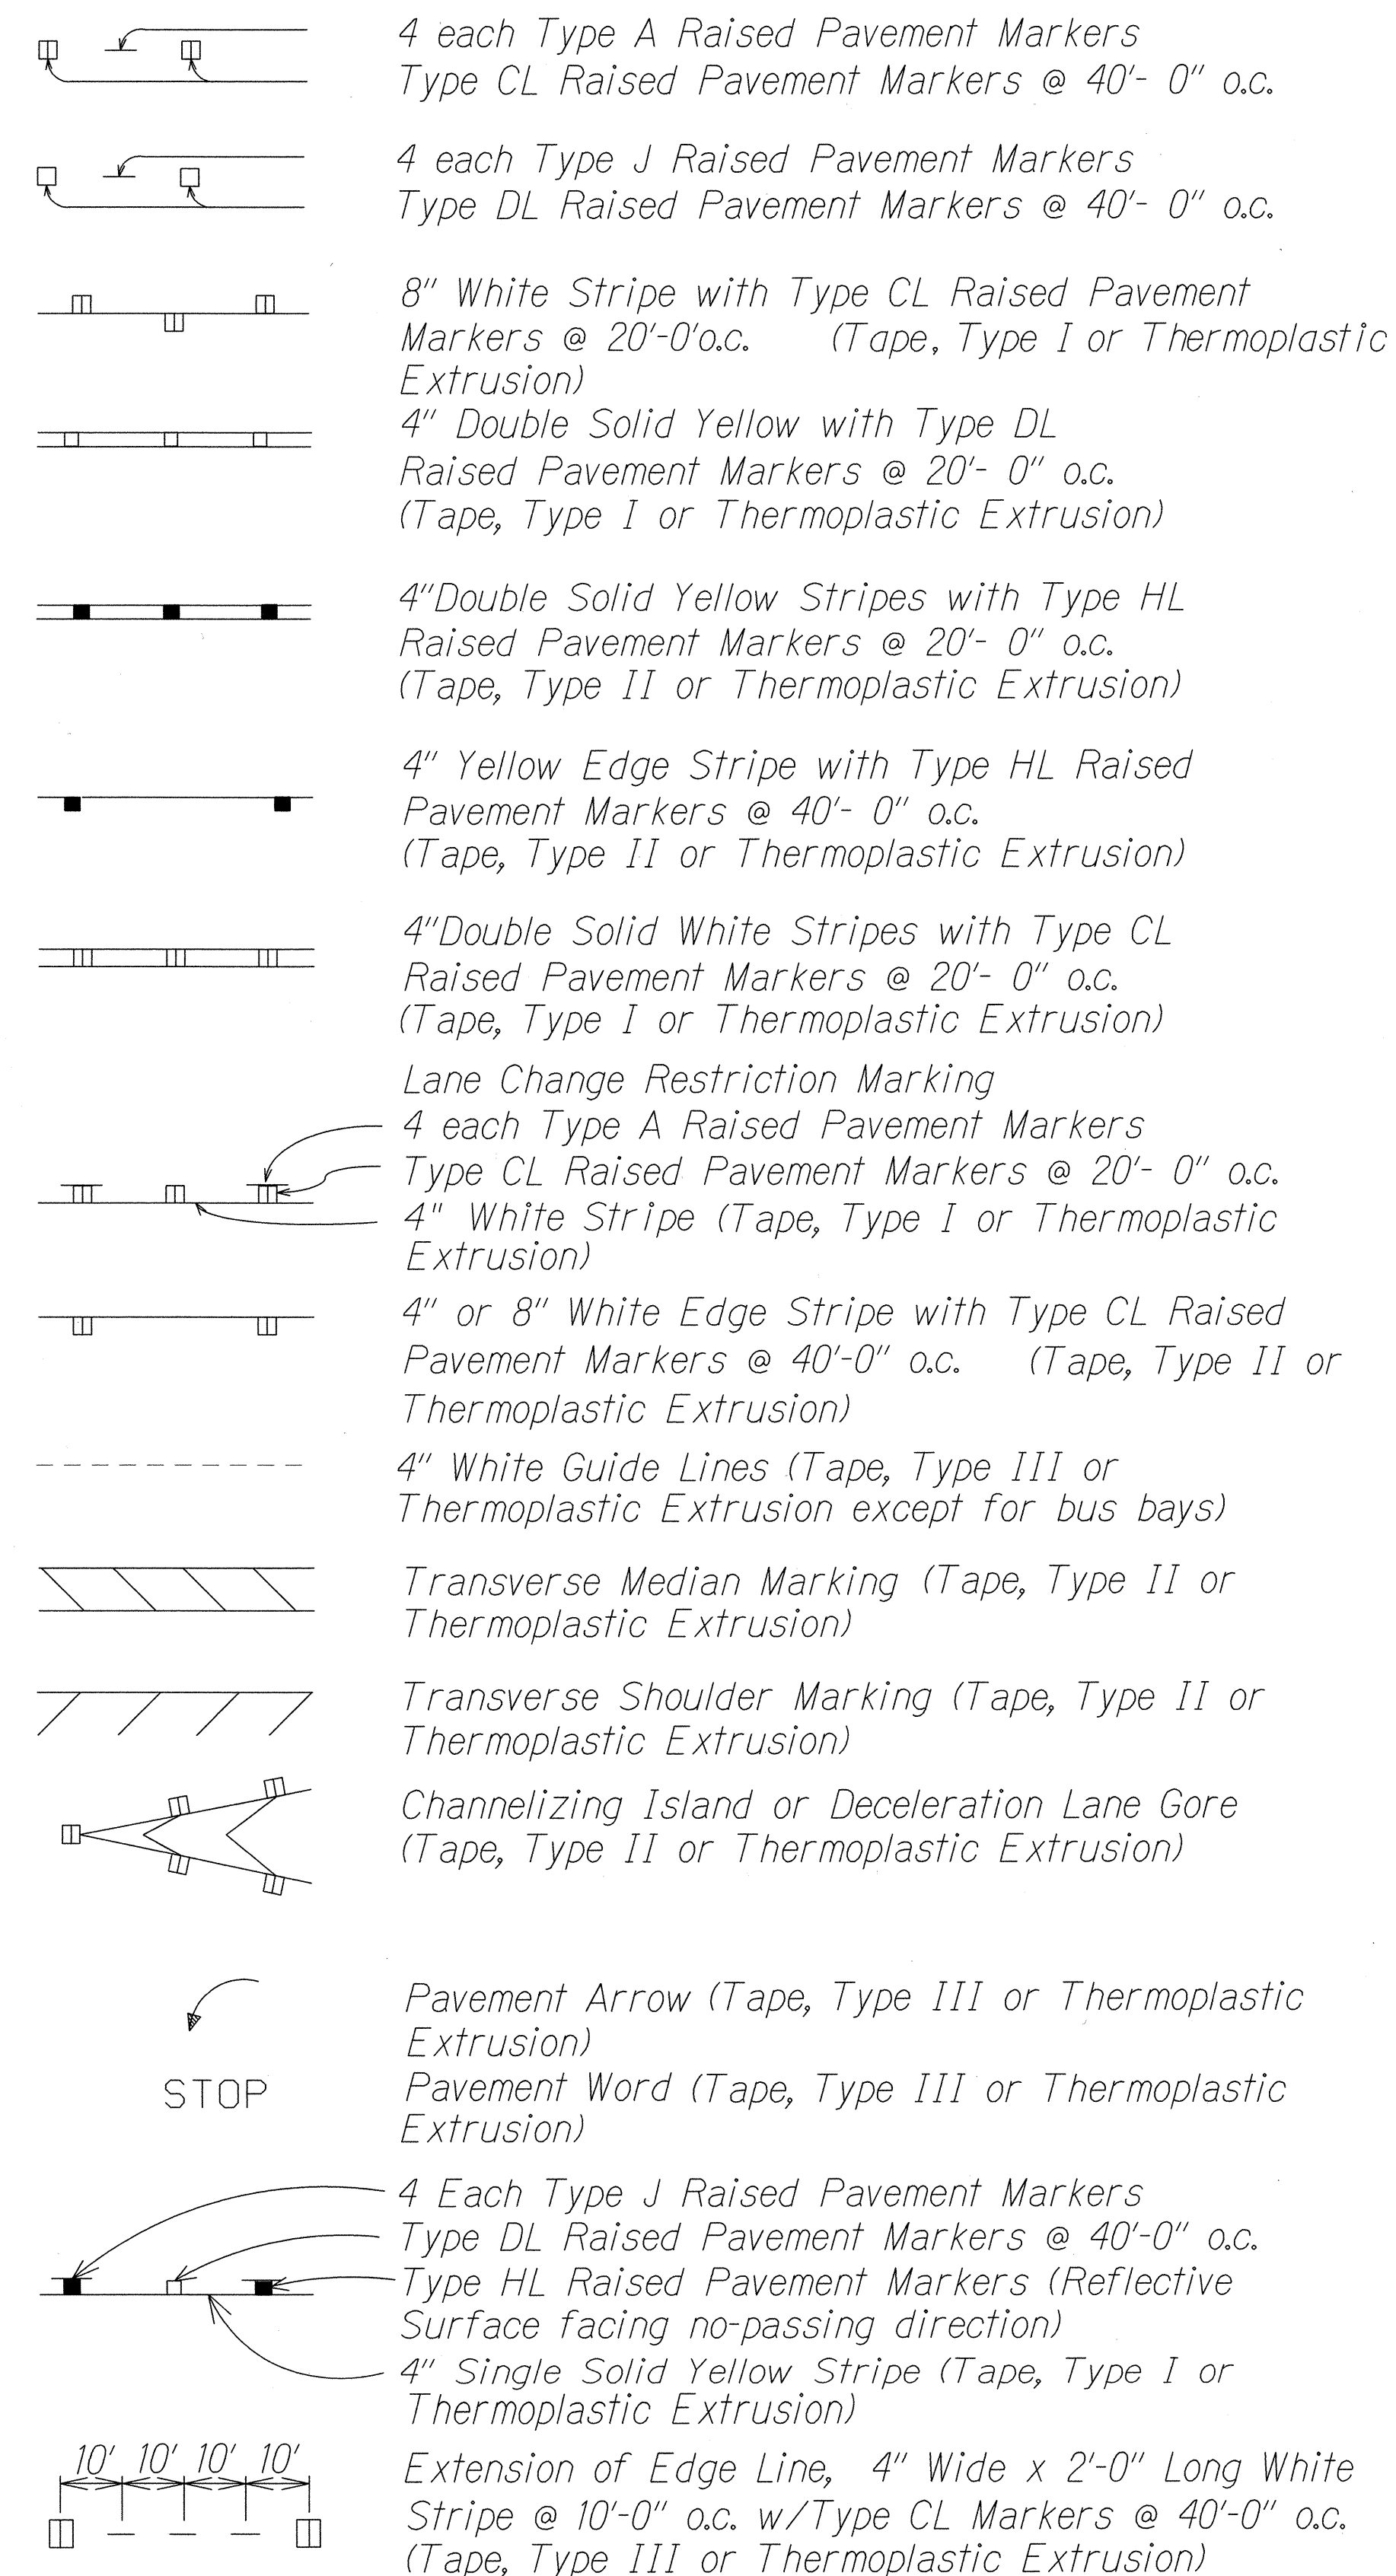 4 each Type A Raised Pavement Markers
Type CL Raised Pavement Markers @ 40'- 0" o.c.
4 each Type J Raised Pavement Markers
Type DL Raised Pavement Markers @ 40'- 0" o.c.
8" White Stripe with Type CL Raised Pavement
Markers @ 20'-0'o.c. (Tape, Type I or Thermoplastic
Extrusion)
4" Double Solid Yellow with Type DL
Raised Pavement Markers @ 20'- 0" o.c.
(Tape, Type I or Thermoplastic Extrusion)
4"Double Solid Yellow Stripes with Type HL
Raised Pavement Markers @ 20'- 0" o.c.
(Tape, Type II or Thermoplastic Extrusion)
4" Yellow Edge Stripe with Type HL Raised
Pavement Markers @ 40'- 0" o.c.
(Tape, Type II or Thermoplastic Extrusion)
4"Double Solid White Stripes with Type CL
Raised Pavement Markers @ 20'- 0" o.c.
(Tape, Type I or Thermoplastic Extrusion)
Lane Change Restriction Marking
4 each Type A Raised Pavement Markers
Type CL Raised Pavement Markers @ 20'- 0" o.c.
4" White Stripe (Tape, Type I or Thermoplastic
Extrusion)
4" or 8" White Edge Stripe with Type CL Raised
Pavement Markers @ 40'-0" o.c. (Tape, Type II or
Thermoplastic Extrusion)
4" White Guide Lines (Tape, Type III or
Thermoplastic Extrusion except for bus bays)
Transverse Median Marking (Tape, Type II or
Thermoplastic Extrusion)
Transverse Shoulder Marking (Tape, Type II or
Thermoplastic Extrusion)
Channelizing Island or Deceleration Lane Gore
(Tape, Type II or Thermoplastic Extrusion)
Pavement Arrow (Tape, Type III or Thermoplastic
Extrusion)
STOP Pavement Word (Tape, Type III or Thermoplastic
Extrusion)
4 Each Type J Raised Pavement Markers
Type DL Raised Pavement Markers @ 40'-0" o.c.
Type HL Raised Pavement Markers (Reflective
Surface facing no-passing direction)
4" Single Solid Yellow Stripe (Tape, Type I or
Thermoplastic Extrusion)
10' 10' 10' 10'
Extension of Edge Line, 4" Wide x 2'-0" Long White
Stripe @ 10'-0" o.c. w/Type CL Markers @ 40'-0" o.c.
(Tape, Type III or Thermoplastic Extrusion)